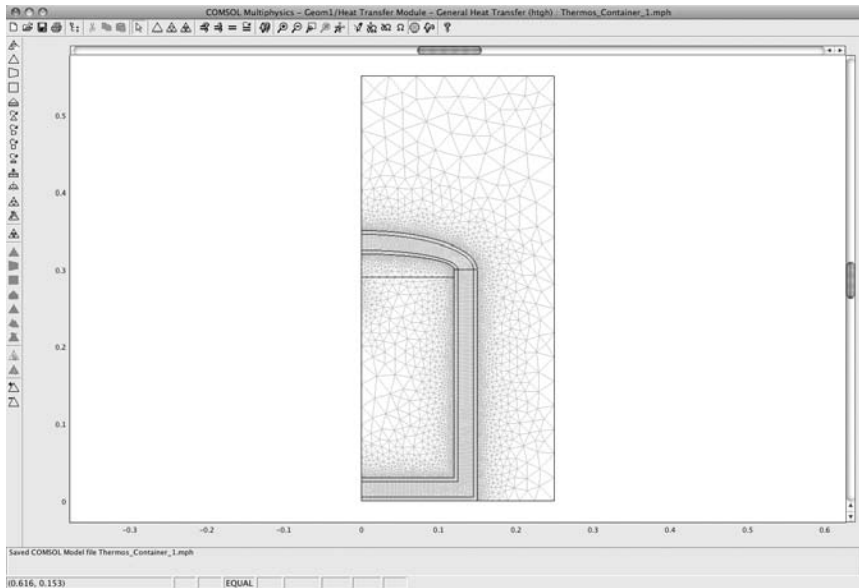 COMSOL Multiphysics - Geom1/Heat Transfer Module - General Heat Transfer (htgh) : Thermos_Container_1.mph
0.5
0.4
0.3
0.2
0.1
0
-0.3 -0.2 -0.1 0 0.1 0.2 0.3 0.4 0.5 0.6
Saved COMSOL Model file Thermos_Container_1.mph
(0.616, 0.153) EQUAL